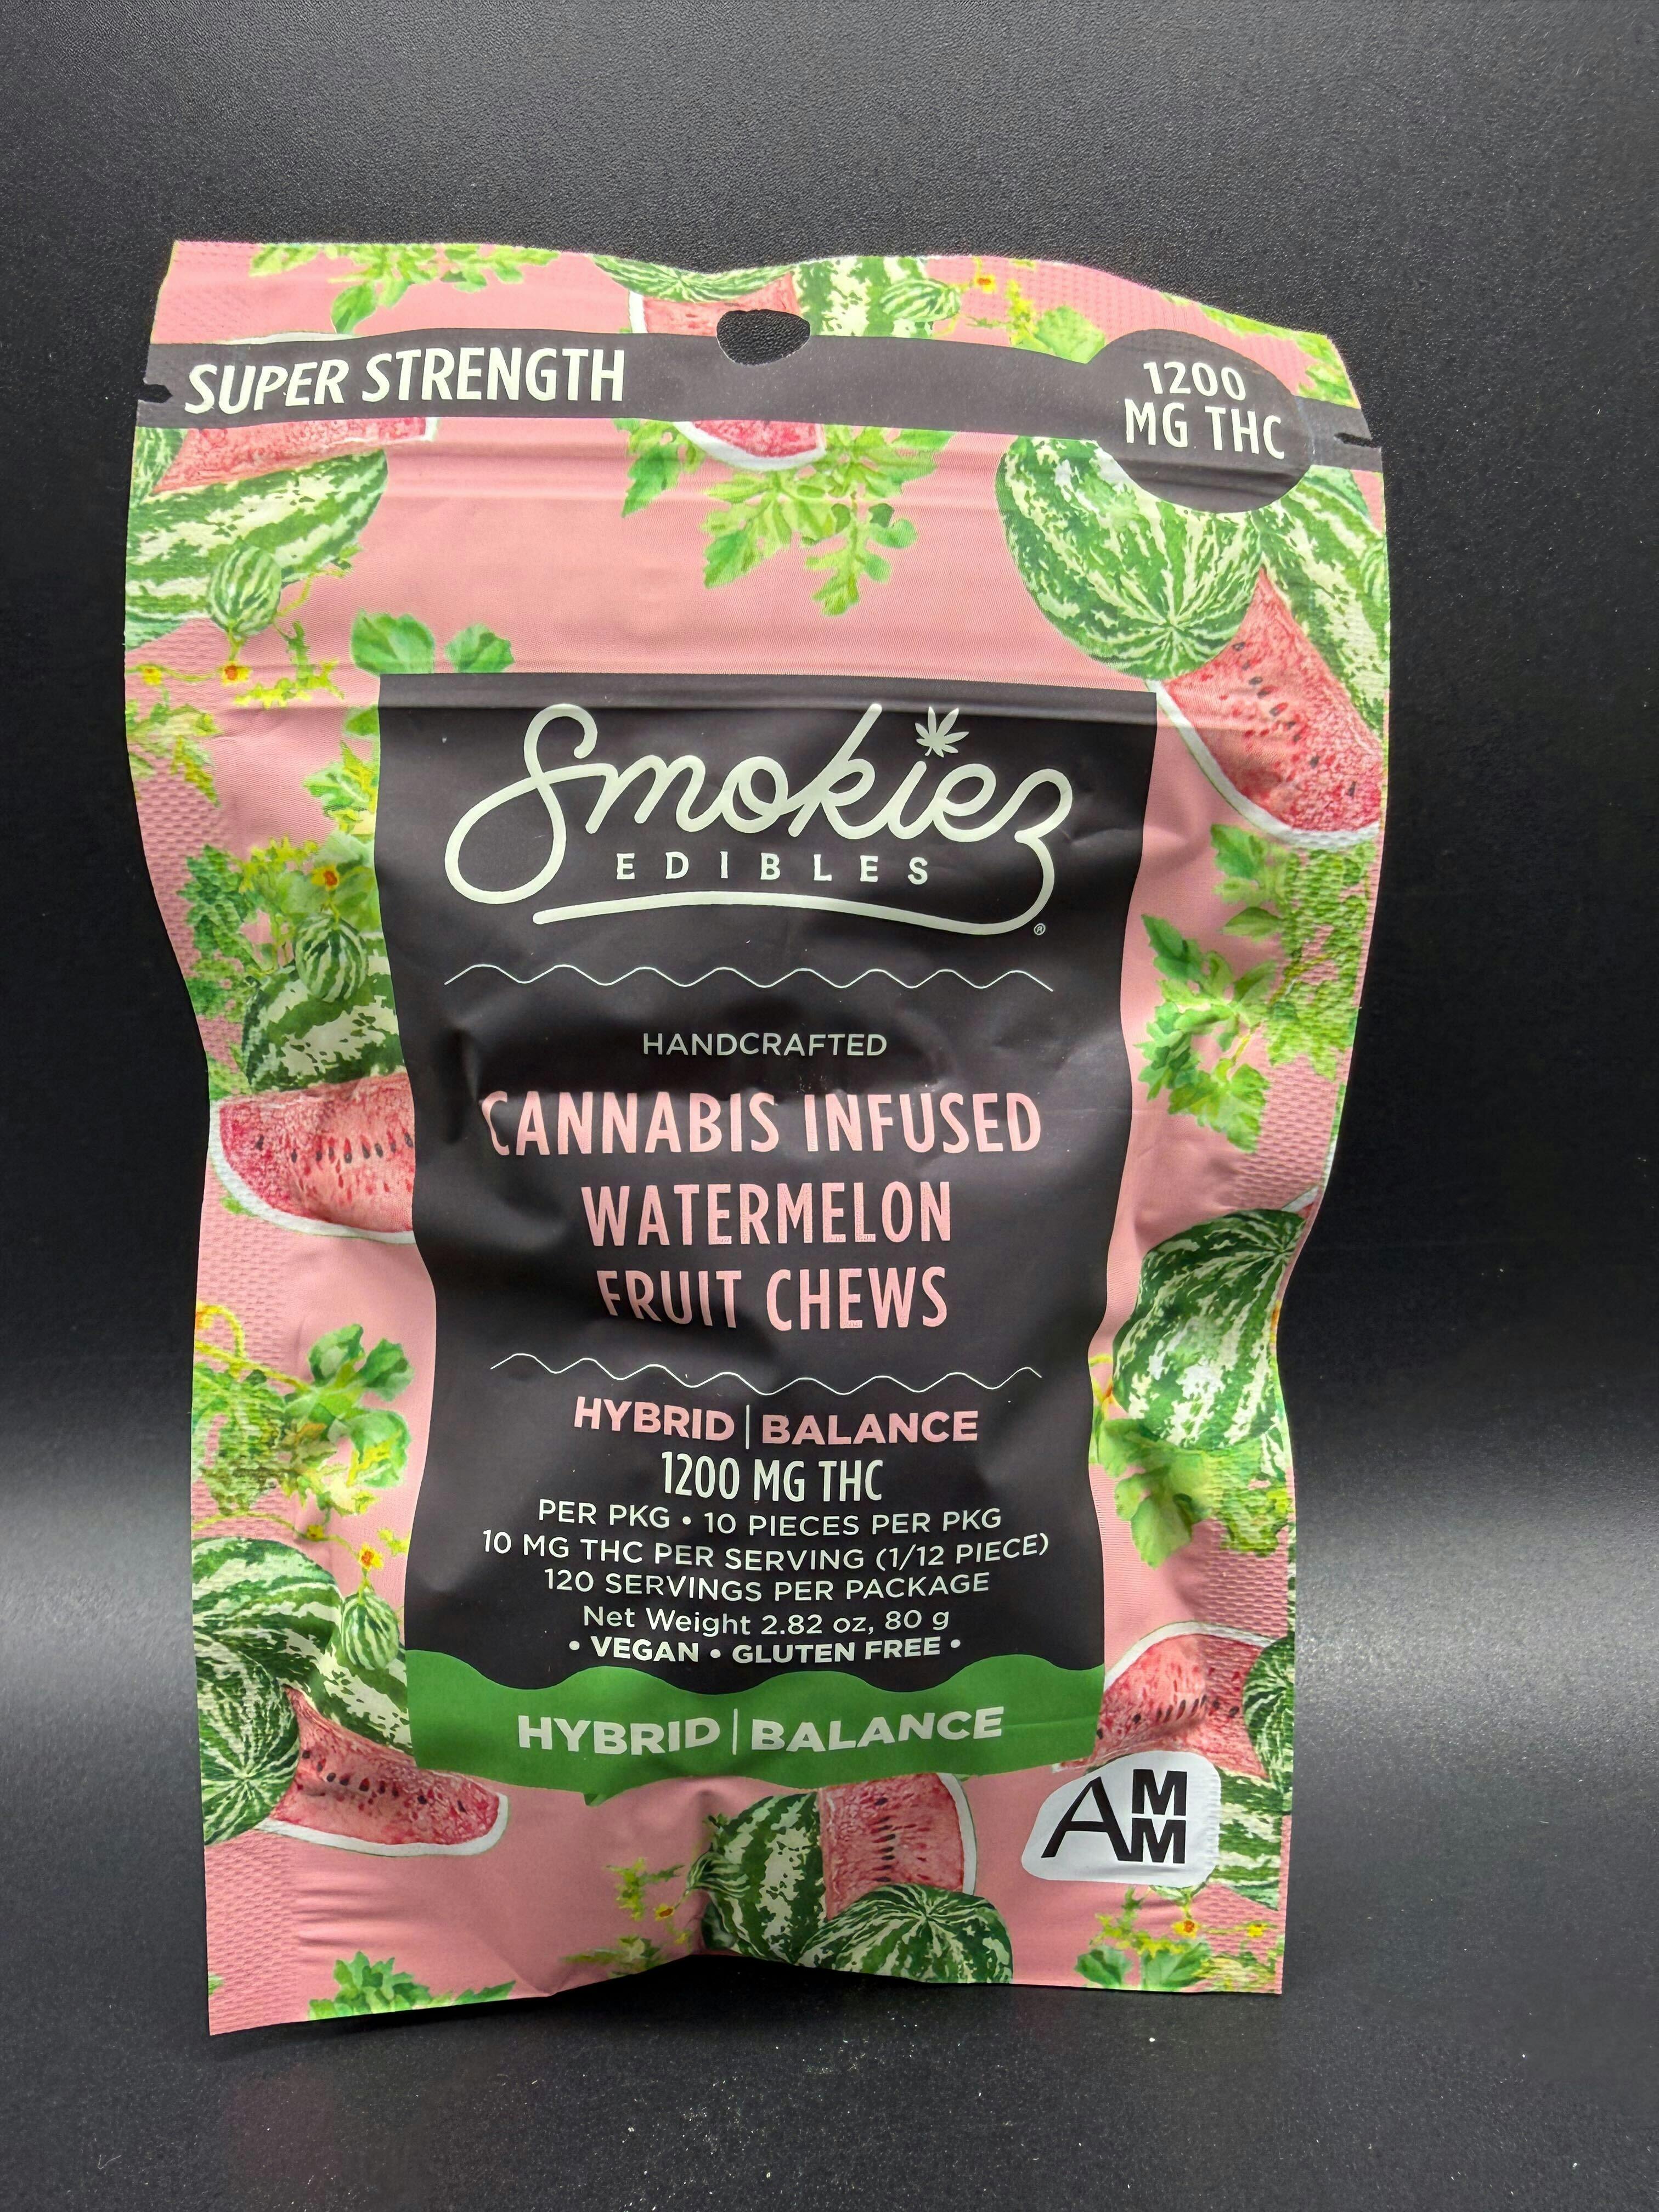 SUPER STRENGTH
1200
MG THC
Smokiez
EDIBLES
®
HANDCRAFTED
CANNABIS INFUSED
WATERMELON
FRUIT CHEWS
HYBRID | BALANCE
1200 MG THC
PER PKG • 10 PIECES PER PKG
10 MG THC PER SERVING (1/12 PIECE)
120 SERVINGS PER PACKAGE
Net Weight 2.82 oz, 80 g
• VEGAN • GLUTEN FREE •
HYBRID | BALANCE
AMM